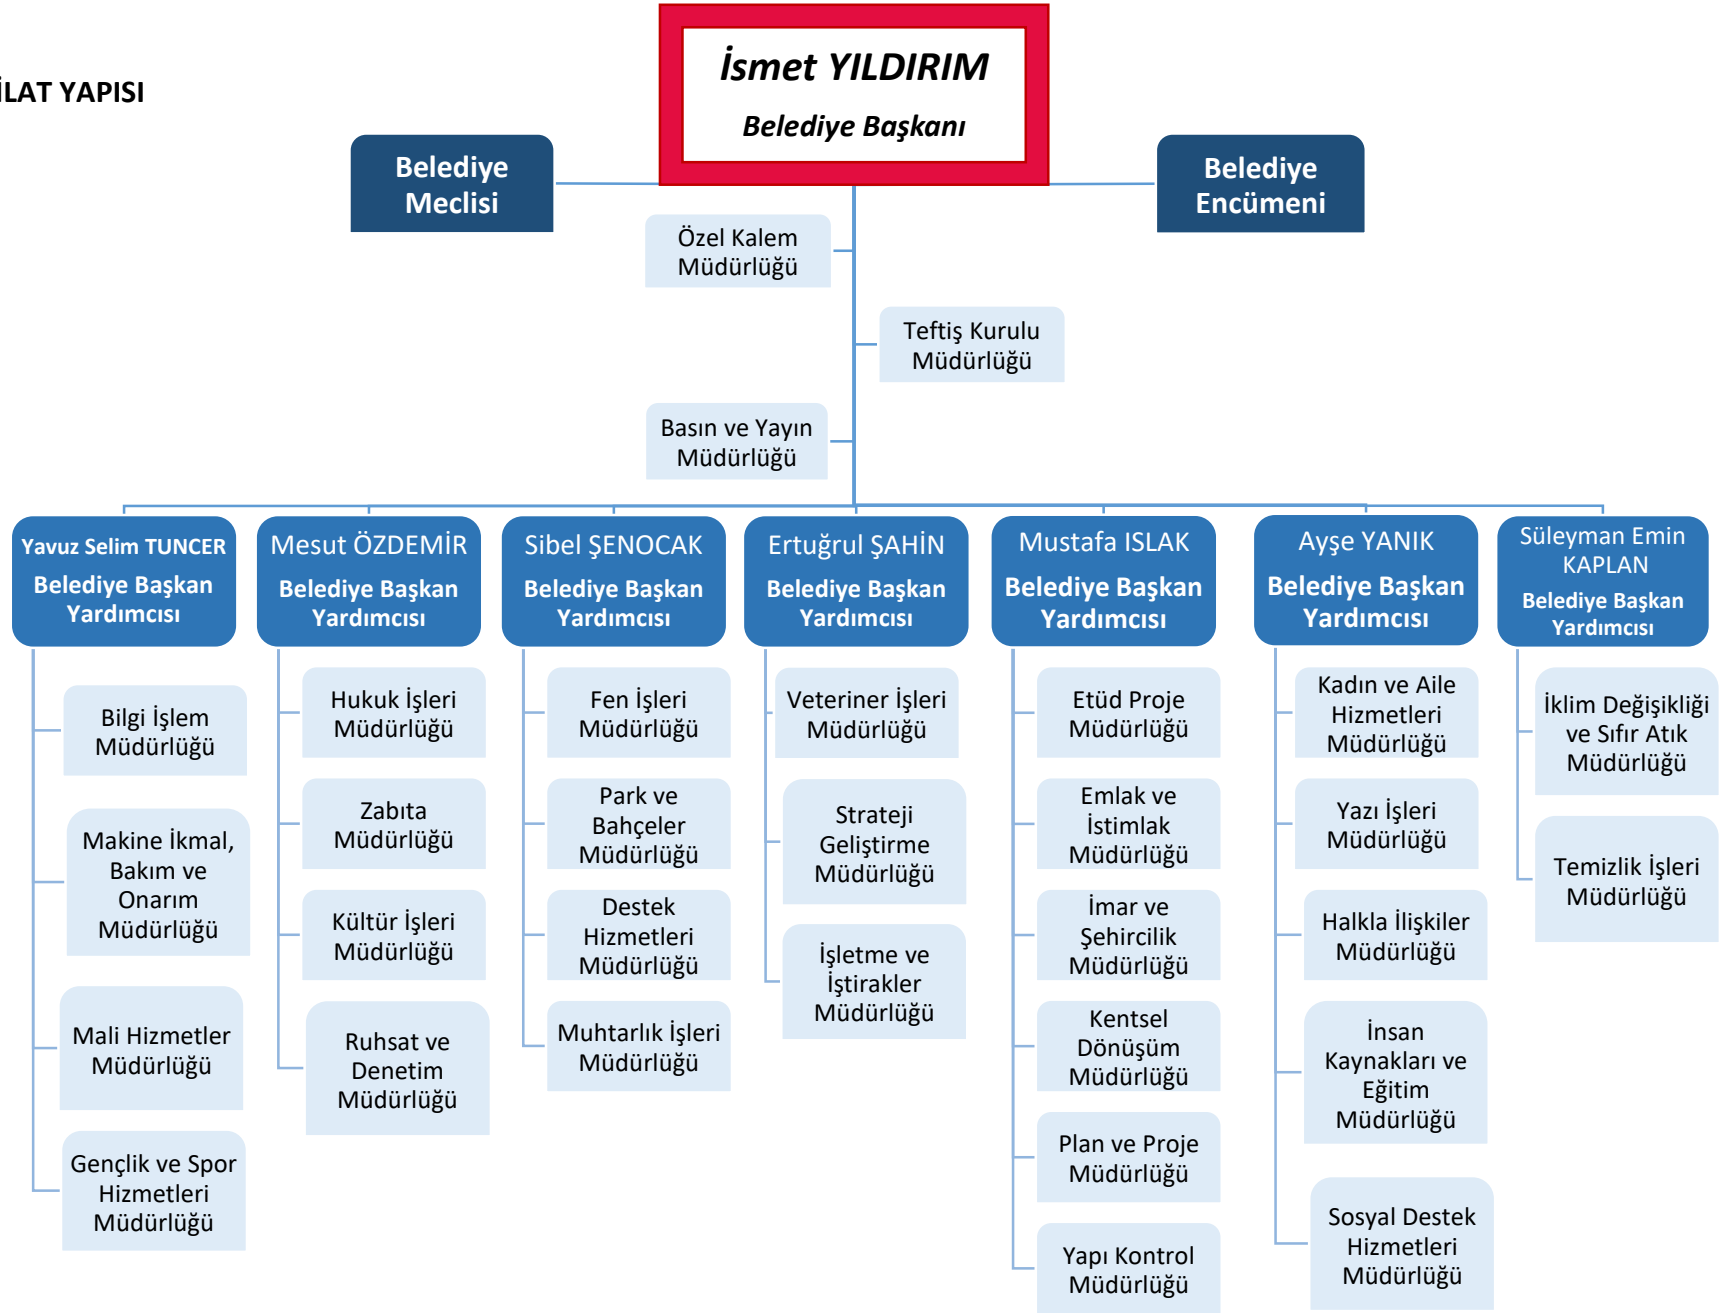 İLAT YAPISI
İsmet YILDIRIM
Belediye Başkanı
Belediye
Meclisi
Belediye
Encümeni
Özel Kalem
Müdürlüğü
Teftiş Kurulu
Müdürlüğü
Basın ve Yayın
Müdürlüğü
Yavuz Selim TUNCER
Belediye Başkan
Yardımcısı
Bilgi İşlem
Müdürlüğü
Makine İkmal,
Bakım ve
Onarım
Müdürlüğü
Mali Hizmetler
Müdürlüğü
Gençlik ve Spor
Hizmetleri
Müdürlüğü
Mesut ÖZDEMİR
Belediye Başkan
Yardımcısı
Hukuk İşleri
Müdürlüğü
Zabıta
Müdürlüğü
Kültür İşleri
Müdürlüğü
Ruhsat ve
Denetim
Müdürlüğü
Sibel ŞENOCAK
Belediye Başkan
Yardımcısı
Fen İşleri
Müdürlüğü
Park ve
Bahçeler
Müdürlüğü
Destek
Hizmetleri
Müdürlüğü
Muhtarlık İşleri
Müdürlüğü
Ertuğrul ŞAHİN
Belediye Başkan
Yardımcısı
Veteriner İşleri
Müdürlüğü
Strateji
Geliştirme
Müdürlüğü
İşletme ve
İştirakler
Müdürlüğü
Mustafa ISLAK
Belediye Başkan
Yardımcısı
Etüd Proje
Müdürlüğü
Emlak ve
İstimlak
Müdürlüğü
İmar ve
Şehircilik
Müdürlüğü
Kentsel
Dönüşüm
Müdürlüğü
Plan ve Proje
Müdürlüğü
Yapı Kontrol
Müdürlüğü
Ayşe YANIK
Belediye Başkan
Yardımcısı
Kadın ve Aile
Hizmetleri
Müdürlüğü
Yazı İşleri
Müdürlüğü
Halkla İlişkiler
Müdürlüğü
İnsan
Kaynakları ve
Eğitim
Müdürlüğü
Sosyal Destek
Hizmetleri
Müdürlüğü
Süleyman Emin
KAPLAN
Belediye Başkan
Yardımcısı
İklim Değişikliği
ve Sıfır Atık
Müdürlüğü
Temizlik İşleri
Müdürlüğü